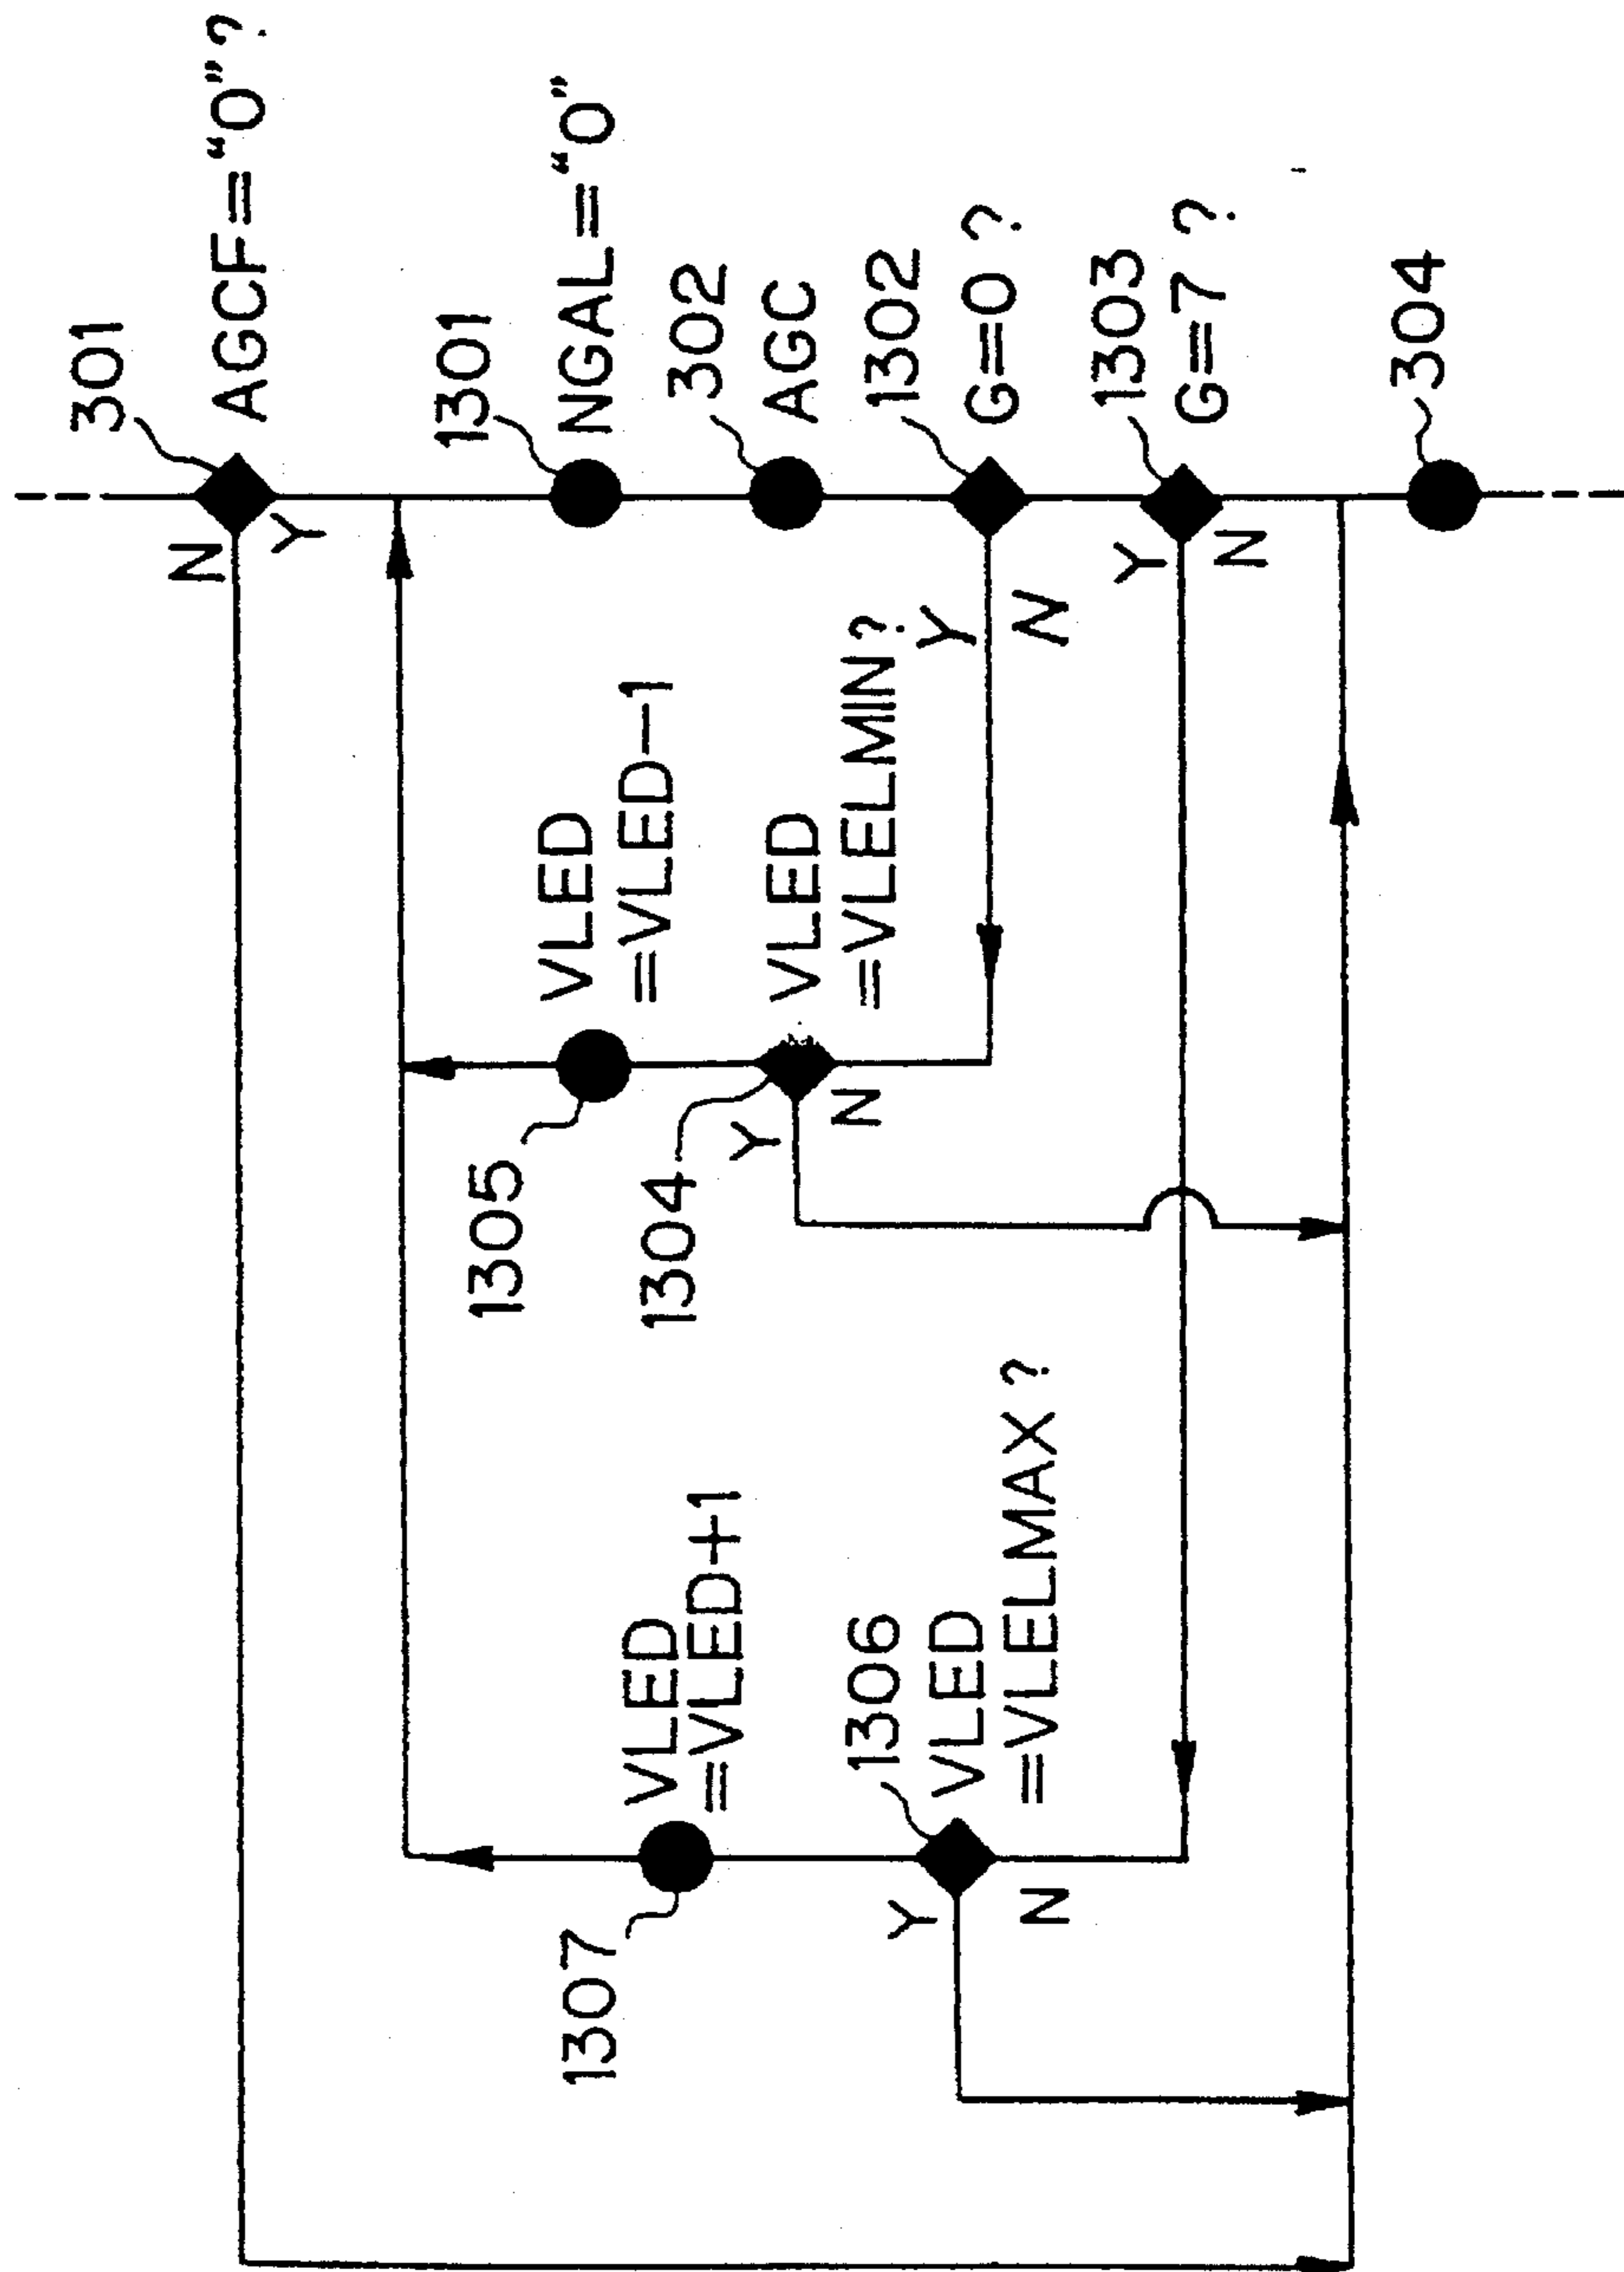 301
AGCF="0"?
N
Y
1301
NGAL="0"
302
AGC
1302
G=0 ?
Y
N
1303
G=7 ?
Y
N
304
1305
VLED
=VLED−1
1304
VLED
=VLELMIN?
Y
N
1307
VLED
=VLED+1
1306
VLED
=VLELMAX ?
Y
N